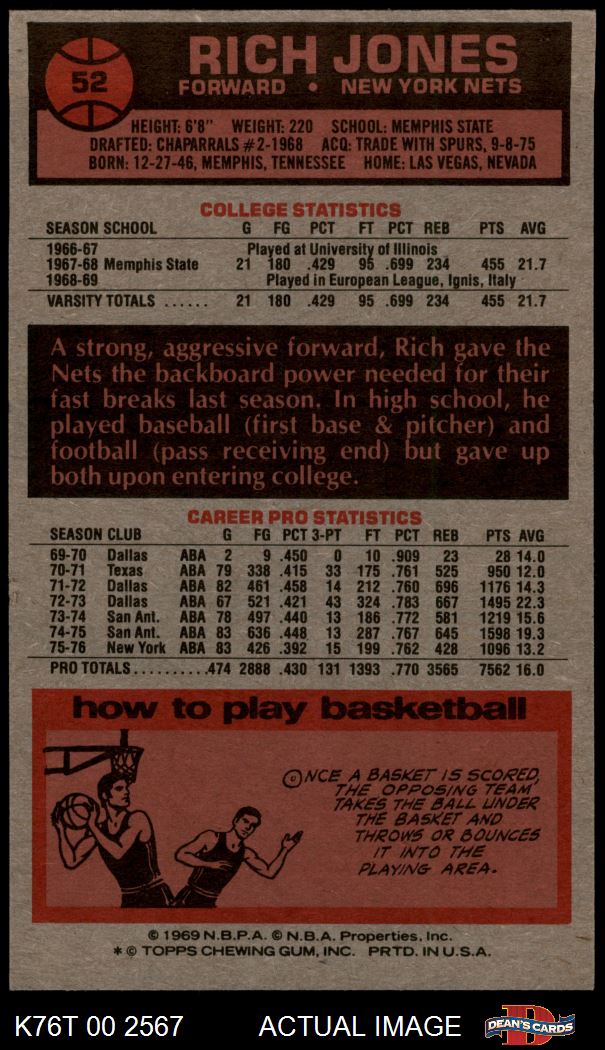 52
RICH JONES
FORWARD • NEW YORK NETS
HEIGHT: 6'8" WEIGHT: 220 SCHOOL: MEMPHIS STATE
DRAFTED: CHAPARRALS #2-1968 ACQ: TRADE WITH SPURS, 9-8-75
BORN: 12-27-46, MEMPHIS, TENNESSEE HOME: LAS VEGAS, NEVADA
COLLEGE STATISTICS
SEASON SCHOOL G FG PCT FT PCT REB PTS AVG
1966-67 Played at University of Illinois
1967-68 Memphis State 21 180 .429 95 .699 234 455 21.7
1968-69 Played in European League, Ignis, Italy
VARSITY TOTALS ...... 21 180 .429 95 .699 234 455 21.7
A strong, aggressive forward, Rich gave the
Nets the backboard power needed for their
fast breaks last season. In high school, he
played baseball (first base & pitcher) and
football (pass receiving end) but gave up
both upon entering college.
CAREER PRO STATISTICS
SEASON CLUB G FG PCT 3-PT FT PCT REB PTS AVG
69-70 Dallas ABA 2 9 .450 0 10 .909 23 28 14.0
70-71 Texas ABA 79 338 .415 33 175 .761 525 950 12.0
71-72 Dallas ABA 82 461 .458 14 212 .760 696 1176 14.3
72-73 Dallas ABA 67 521 .421 43 324 .783 667 1495 22.3
73-74 San Ant. ABA 78 497 .440 13 186 .772 581 1219 15.6
74-75 San Ant. ABA 83 636 .448 13 287 .767 645 1598 19.3
75-76 New York ABA 83 426 .392 15 199 .762 428 1096 13.2
PRO TOTALS..........474 2888 .430 131 1393 .770 3565 7562 16.0
how to play basketball
ONCE A BASKET IS SCORED,
THE OPPOSING TEAM
TAKES THE BALL UNDER
THE BASKET AND
THROWS OR BOUNCES
IT INTO THE
PLAYING AREA.
© 1969 N.B.P.A. © N.B.A. Properties, Inc.
* © TOPPS CHEWING GUM, INC. PRTD. IN U.S.A.
K76T 00 2567 ACTUAL IMAGE D DEAN'S CARDS